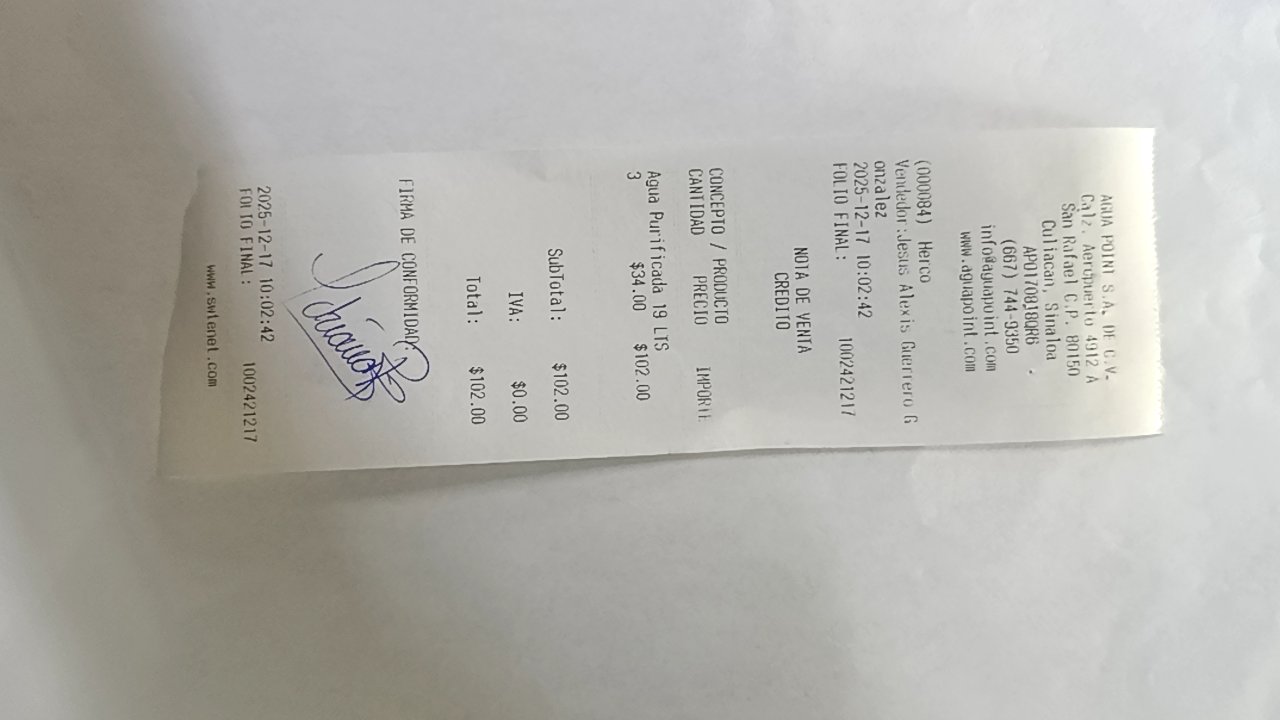 AGUA POINT S.A. DE C.V.
Calz. Aeropuerto 4912 A
San Rafael C.P. 80150
Culiacan, Sinaloa
(667) 744-9350
info@aguapoint.com
www.aguapoint.com
(000084) Herco
Vendedor:Jesus Alexis Guerrero G
onzalez
2025-12-17 10:02:42
FOLIO FINAL: 1002421217
NOTA DE VENTA
CREDITO
CONCEPTO / PRODUCTO
CANTIDAD PRECIO IMPORTE
Agua Purificada 19 LTS
3 $34.00 $102.00
SubTotal: $102.00
IVA: $0.00
Total: $102.00
FIRMA DE CONFORMIDAD
2025-12-17 10:02:42
FOLIO FINAL: 1002421217
www.swtenet.com